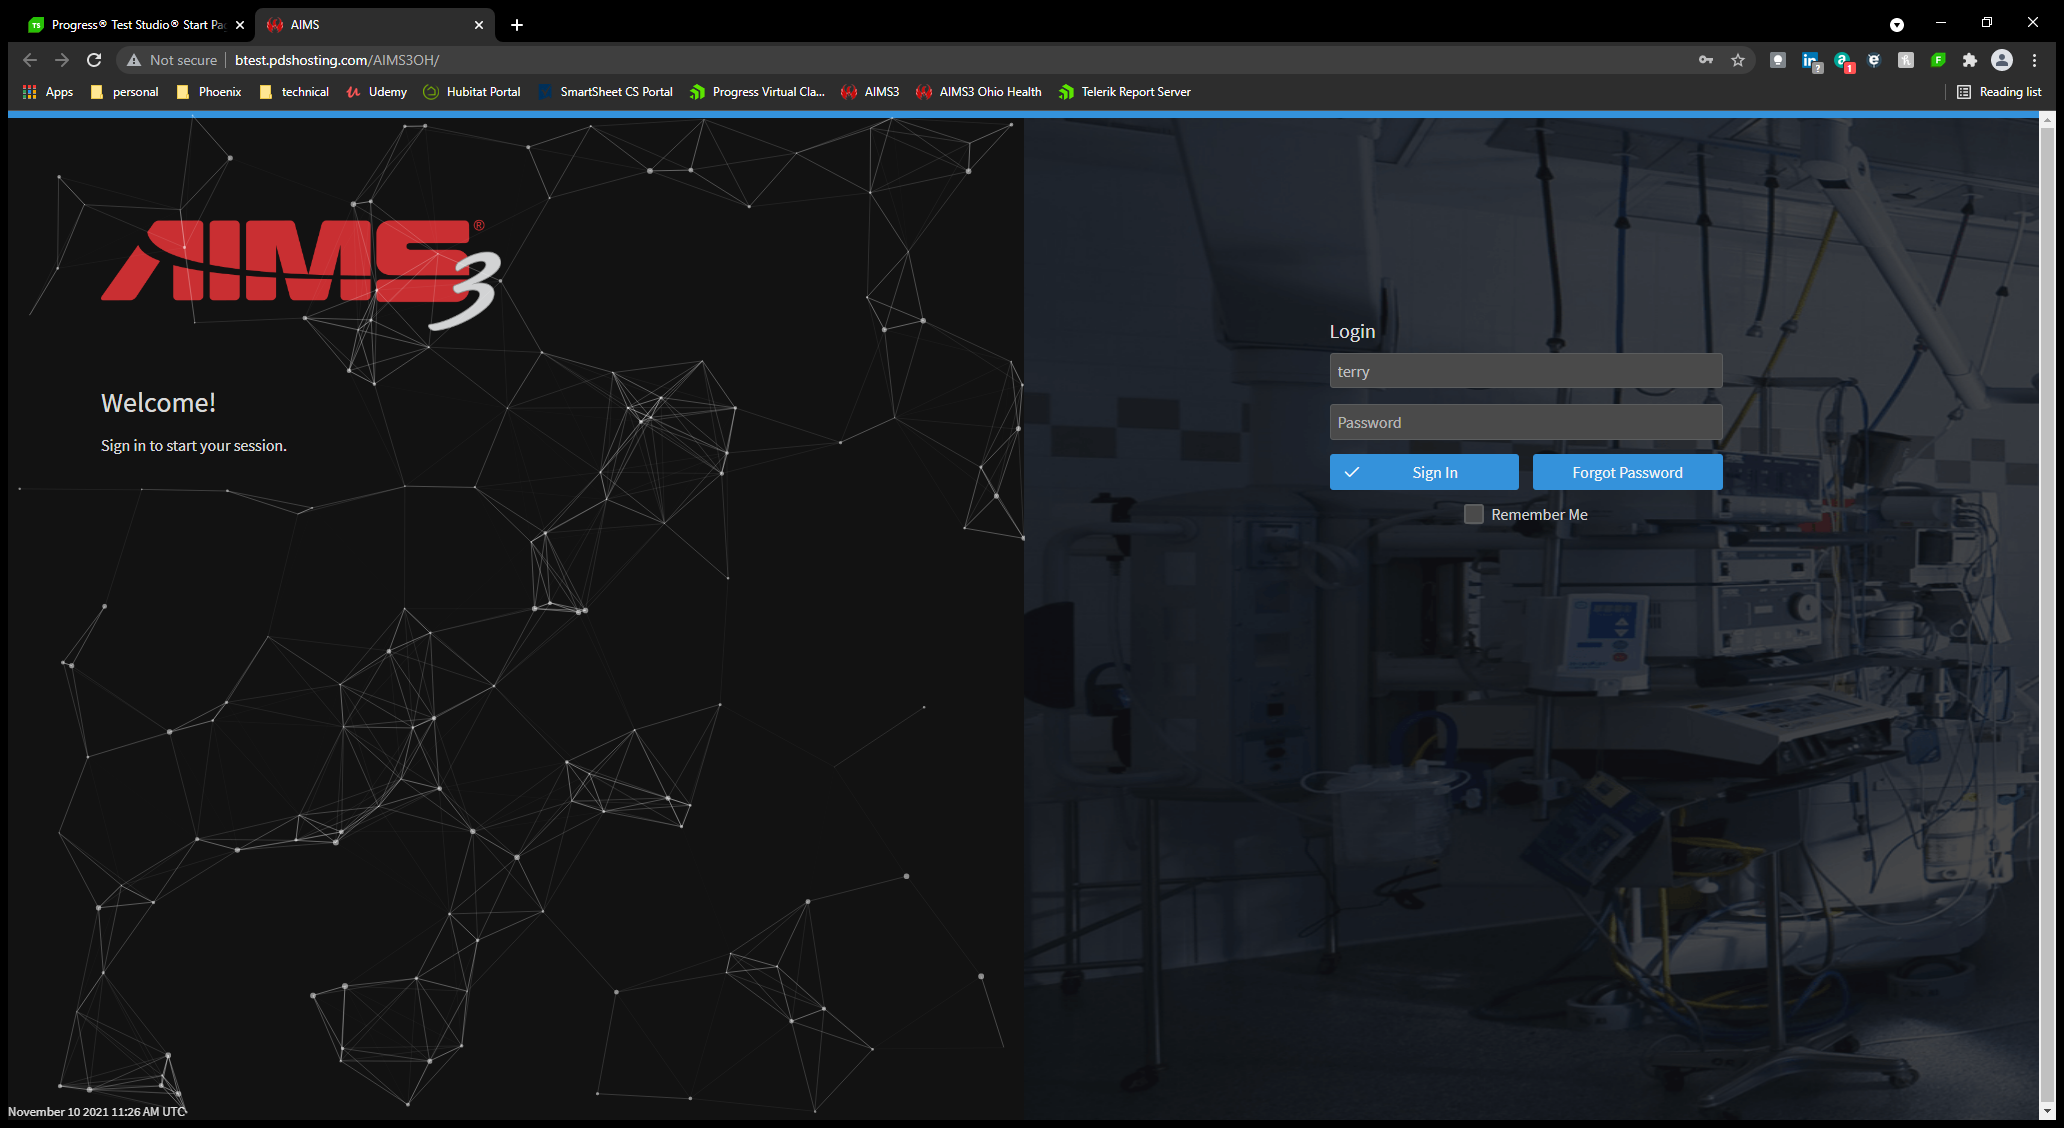 Progress® Test Studio® Start Pa
AIMS
Not secure
btest.pdshosting.com/AIMS3OH/
Apps
personal
Phoenix
technical
Udemy
Hubitat Portal
SmartSheet CS Portal
Progress Virtual Cla...
AIMS3
AIMS3 Ohio Health
Telerik Report Server
Reading list
AIMS3®
Welcome!
Sign in to start your session.
Login
terry
Password
Sign In
Forgot Password
Remember Me
November 10 2021 11:26 AM UTC